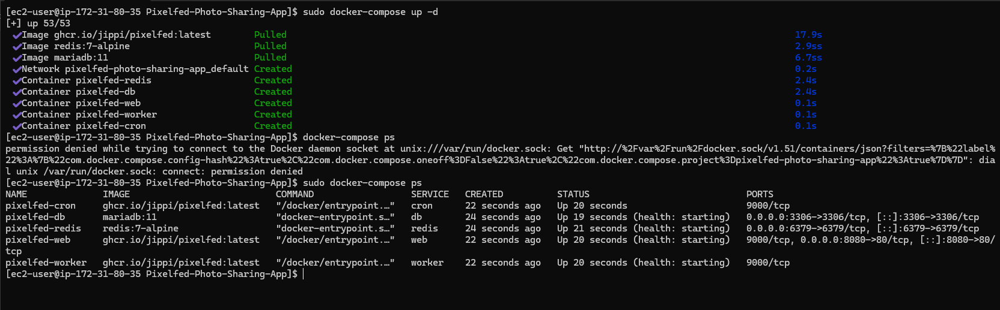 [ec2-user@ip-172-31-80-35 Pixelfed-Photo-Sharing-App]$ sudo docker-compose up -d
[+] up 53/53
✔Image ghcr.io/jippi/pixelfed:latest Pulled 17.9s
✔Image redis:7-alpine Pulled 2.9ss
✔Image mariadb:11 Pulled 6.7ss
✔Network pixelfed-photo-sharing-app_default Created 0.2s
✔Container pixelfed-redis Created 2.4s
✔Container pixelfed-db Created 2.4s
✔Container pixelfed-web Created 0.1s
✔Container pixelfed-worker Created 0.1s
✔Container pixelfed-cron Created 0.1s
[ec2-user@ip-172-31-80-35 Pixelfed-Photo-Sharing-App]$ docker-compose ps
permission denied while trying to connect to the Docker daemon socket at unix:///var/run/docker.sock: Get "http://%2Fvar%2Frun%2Fdocker.sock/v1.51/containers/json?filters=%7B%22label%
22%3A%7B%22com.docker.compose.config-hash%22%3Atrue%2C%22com.docker.compose.oneoff%3DFalse%22%3Atrue%2C%22com.docker.compose.project%3Dpixelfed-photo-sharing-app%22%3Atrue%7D%7D": dia
l unix /var/run/docker.sock: connect: permission denied
[ec2-user@ip-172-31-80-35 Pixelfed-Photo-Sharing-App]$ sudo docker-compose ps
NAME IMAGE COMMAND SERVICE CREATED STATUS PORTS
pixelfed-cron ghcr.io/jippi/pixelfed:latest "/docker/entrypoint.…" cron 22 seconds ago Up 20 seconds 9000/tcp
pixelfed-db mariadb:11 "docker-entrypoint.s…" db 24 seconds ago Up 19 seconds (health: starting) 0.0.0.0:3306->3306/tcp, [::]:3306->3306/tcp
pixelfed-redis redis:7-alpine "docker-entrypoint.s…" redis 24 seconds ago Up 21 seconds (health: starting) 0.0.0.0:6379->6379/tcp, [::]:6379->6379/tcp
pixelfed-web ghcr.io/jippi/pixelfed:latest "/docker/entrypoint.…" web 22 seconds ago Up 20 seconds (health: starting) 9000/tcp, 0.0.0.0:8080->80/tcp, [::]:8080->80/
tcp
pixelfed-worker ghcr.io/jippi/pixelfed:latest "/docker/entrypoint.…" worker 22 seconds ago Up 20 seconds (health: starting) 9000/tcp
[ec2-user@ip-172-31-80-35 Pixelfed-Photo-Sharing-App]$